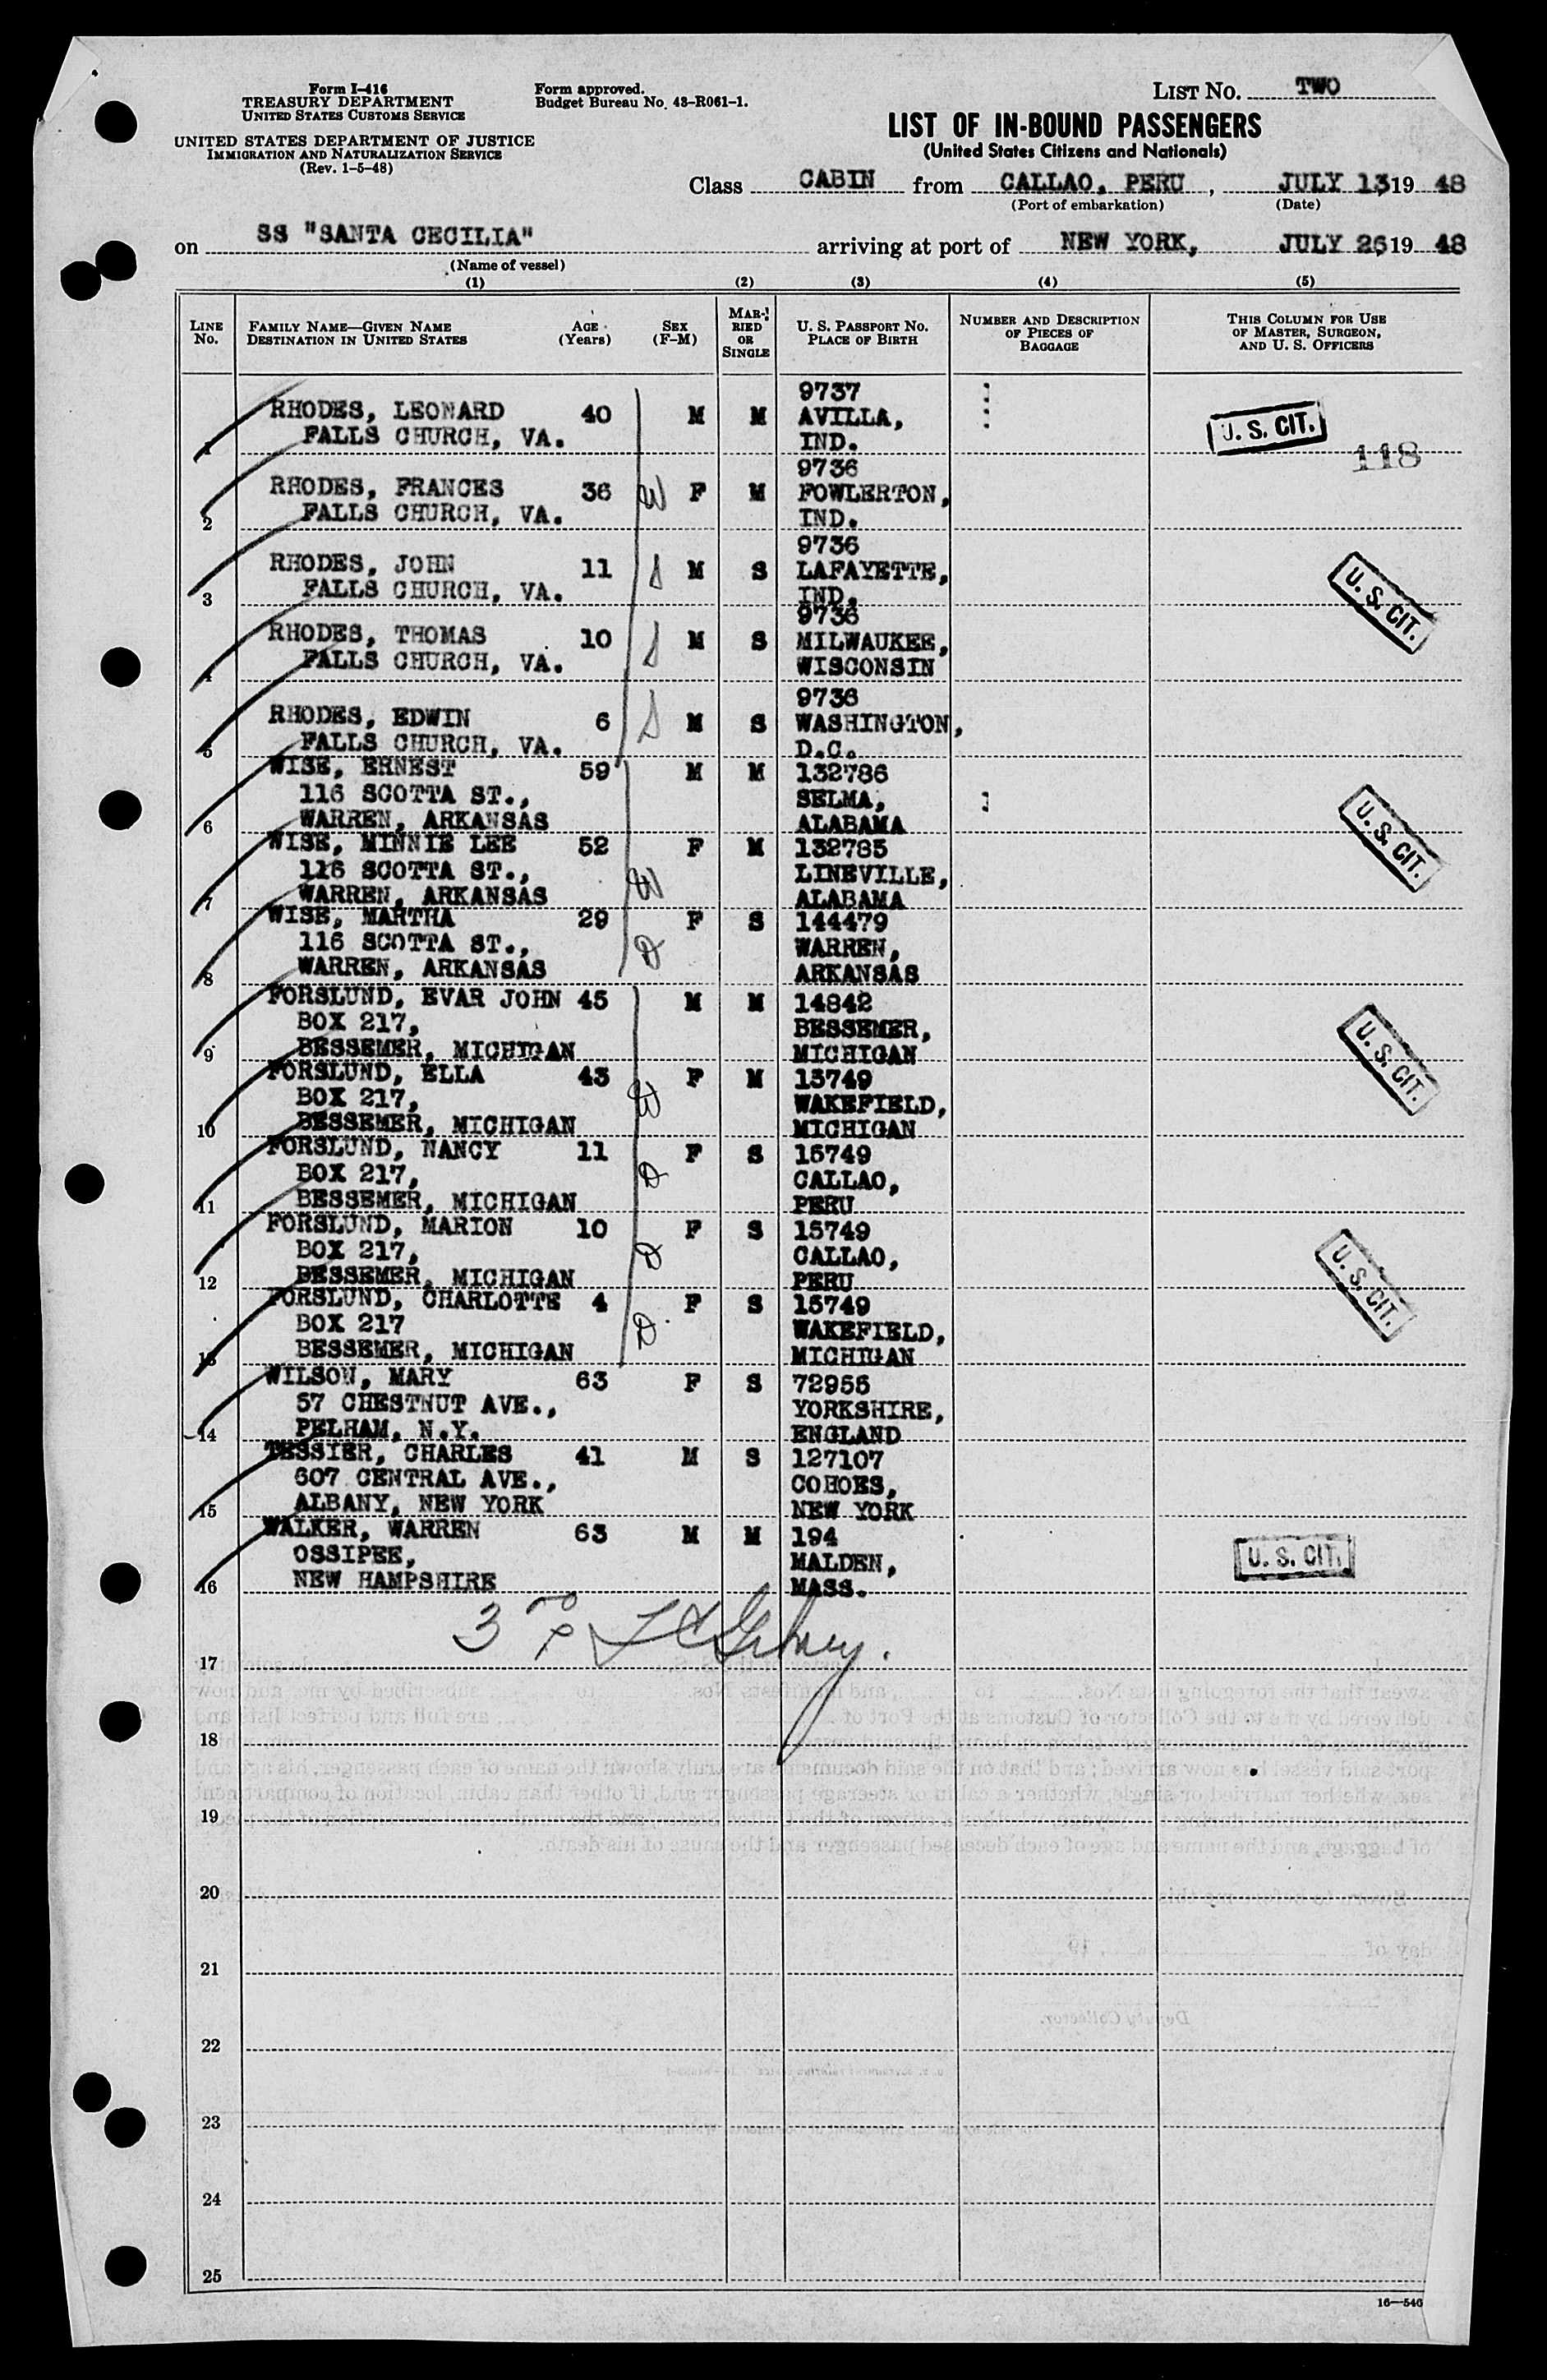 Form I-416
TREASURY DEPARTMENT
UNITED STATES CUSTOMS SERVICE
UNITED STATES DEPARTMENT OF JUSTICE
IMMIGRATION AND NATURALIZATION SERVICE
(Rev. 1-5-48)
Form approved.
Budget Bureau No. 43-R061-1.
LIST NO. TWO
LIST OF IN-BOUND PASSENGERS
(United States Citizens and Nationals)
Class CABIN from CALLAO, PERU, JULY 13 19 48
(Port of embarkation) (Date)
on SS "SANTA CECILIA" arriving at port of NEW YORK, JULY 26 19 48
(Name of vessel)
(1) (2) (3) (4) (5)
LINE NO. FAMILY NAME—GIVEN NAME DESTINATION IN UNITED STATES AGE (Years) SEX (F-M) MARRIED OR SINGLE U. S. PASSPORT NO. PLACE OF BIRTH NUMBER AND DESCRIPTION OF PIECES OF BAGGAGE THIS COLUMN FOR USE OF MASTER, SURGEON, AND U. S. OFFICERS
9737
RHODES, LEONARD 40 M M AVILLA, U. S. CIT.
1 FALLS CHURCH, VA. IND. 118
9736
RHODES, FRANCES 36 W F M FOWLERTON,
2 FALLS CHURCH, VA. IND.
9736
RHODES, JOHN 11 S M S LAFAYETTE, U. S. CIT.
3 FALLS CHURCH, VA. IND.
9736
RHODES, THOMAS 10 S M S MILWAUKEE,
4 FALLS CHURCH, VA. WISCONSIN
9736
RHODES, EDWIN 6 S M S WASHINGTON,
5 FALLS CHURCH, VA. D.C.
WISE, ERNEST 59 M M 132786
116 SCOTTA ST., SELMA, U. S. CIT.
6 WARREN, ARKANSAS ALABAMA
WISE, MINNIE LEE 52 F M 132785
116 SCOTTA ST., W LINEVILLE,
7 WARREN, ARKANSAS ALABAMA
WISE, MARTHA 29 F S 144479
116 SCOTTA ST., D WARREN,
8 WARREN, ARKANSAS ARKANSAS
FORSLUND, EVAR JOHN 45 M M 14842
BOX 217, BESSEMER, U. S. CIT.
9 BESSEMER, MICHIGAN MICHIGAN
FORSLUND, ELLA 43 F M 15749
BOX 217, W WAKEFIELD,
10 BESSEMER, MICHIGAN MICHIGAN
FORSLUND, NANCY 11 F S 15749
BOX 217, D CALLAO,
11 BESSEMER, MICHIGAN PERU
FORSLUND, MARION 10 F S 15749
BOX 217, D CALLAO, U. S. CIT.
12 BESSEMER, MICHIGAN PERU
FORSLUND, CHARLOTTE 4 F S 15749
BOX 217 D WAKEFIELD,
13 BESSEMER, MICHIGAN MICHIGAN
WILSON, MARY 63 F S 72956
57 CHESTNUT AVE., YORKSHIRE,
14 PELHAM, N.Y. ENGLAND
TESSIER, CHARLES 41 M S 127107
607 CENTRAL AVE., COHOES,
15 ALBANY, NEW YORK NEW YORK
WALKER, WARREN 63 M M 194
OSSIPEE, MALDEN, U. S. CIT.
16 NEW HAMPSHIRE MASS.
17
18
19
20
21
22
23
24
25
16—546